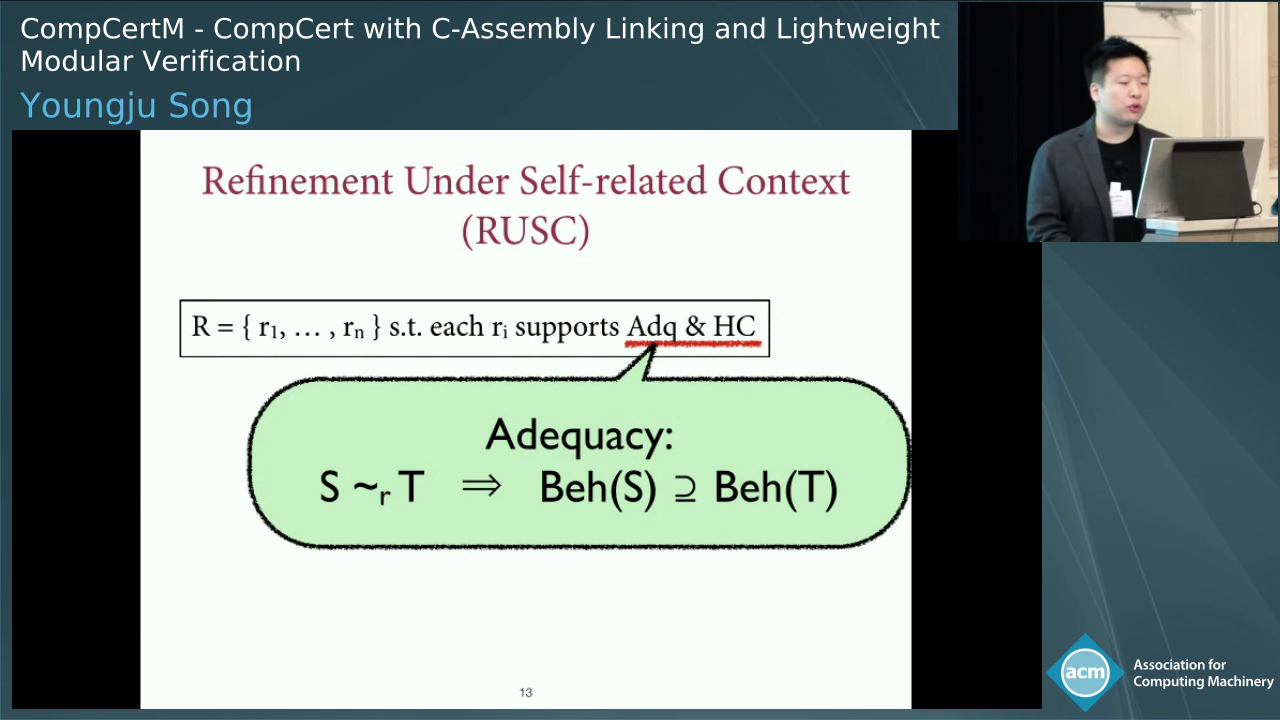 CompCertM - CompCert with C-Assembly Linking and Lightweight
Modular Verification
Youngju Song
Refinement Under Self-related Context
(RUSC)
R = { r₁, … , rₙ } s.t. each rᵢ supports Adq & HC
Adequacy:
S ~ᵣ T ⇒ Beh(S) ⊇ Beh(T)
13
acm
Association for
Computing Machinery